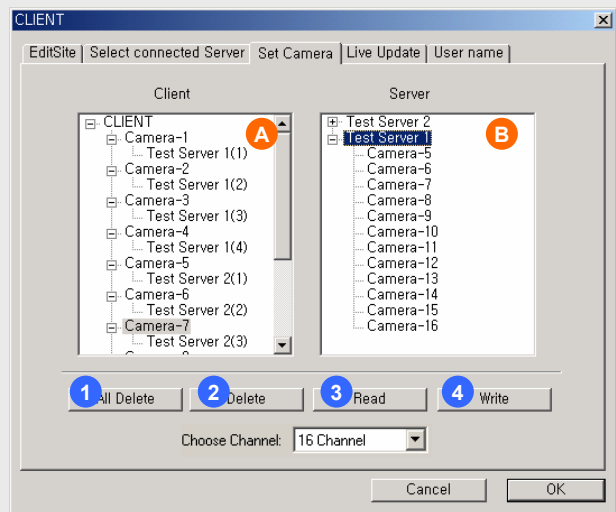 CLIENT
EditSite Select connected Server Set Camera Live Update User name
Client
Server
A
CLIENT
Camera-1
Test Server 1(1)
Camera-2
Test Server 1(2)
Camera-3
Test Server 1(3)
Camera-4
Test Server 1(4)
Camera-5
Test Server 2(1)
Camera-6
Test Server 2(2)
Camera-7
Test Server 2(3)
B
Test Server 2
Test Server 1
Camera-5
Camera-6
Camera-7
Camera-8
Camera-9
Camera-10
Camera-11
Camera-12
Camera-13
Camera-14
Camera-15
Camera-16
1 All Delete
2 Delete
3 Read
4 Write
Choose Channel: 16 Channel
Cancel OK